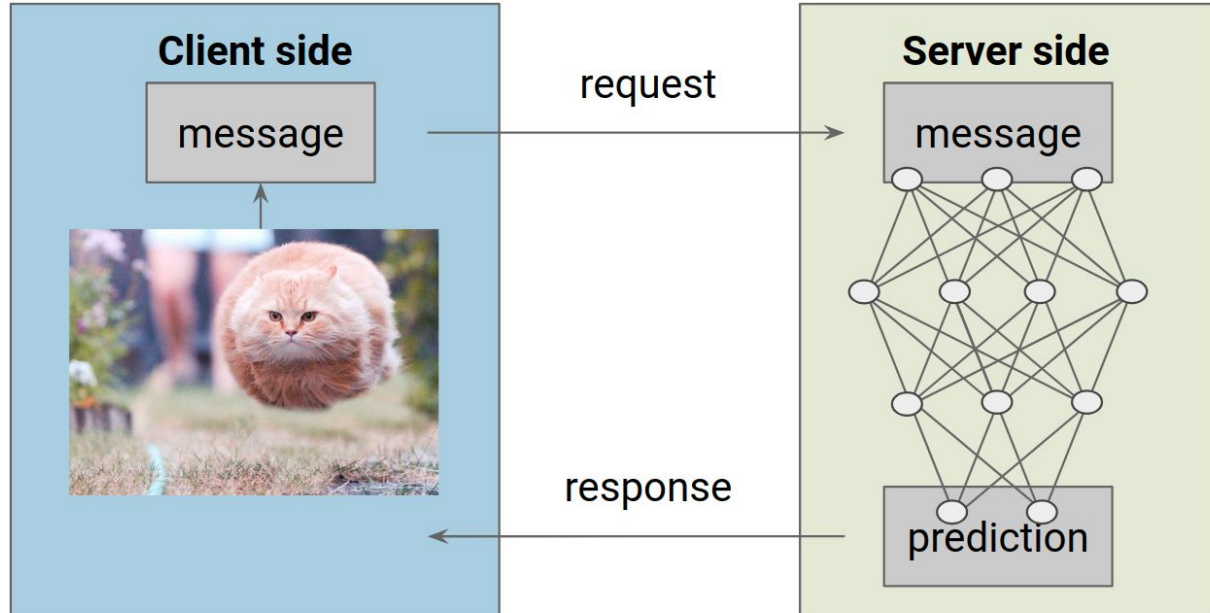 Client side
message
request
Server side
message
response
prediction